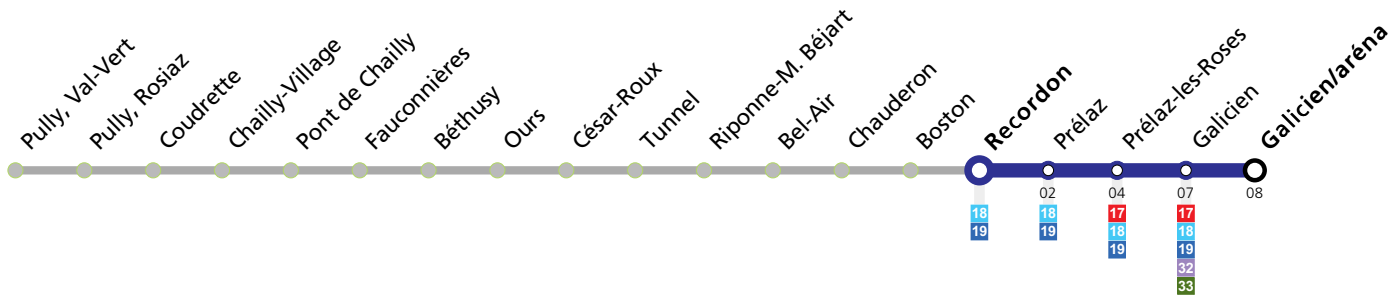 Pully, Val-Vert
Pully, Rosiaz
Coudrette
Chailly-Village
Pont de Chailly
Fauconnières
Béthusy
Ours
César-Roux
Tunnel
Riponne-M. Béjart
Bel-Air
Chauderon
Boston
Recordon
Prélaz
Prélaz-les-Roses
Galicien
Galicien/aréna
02
04
07
08
18
19
18
19
17
18
19
17
18
19
32
33